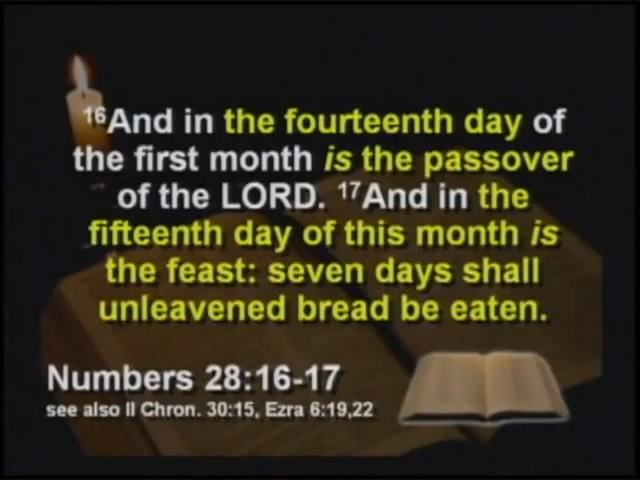 16And in the fourteenth day of
the first month is the passover
of the LORD. 17And in the
fifteenth day of this month is
the feast: seven days shall
unleavened bread be eaten.
Numbers 28:16-17
see also II Chron. 30:15, Ezra 6:19,22